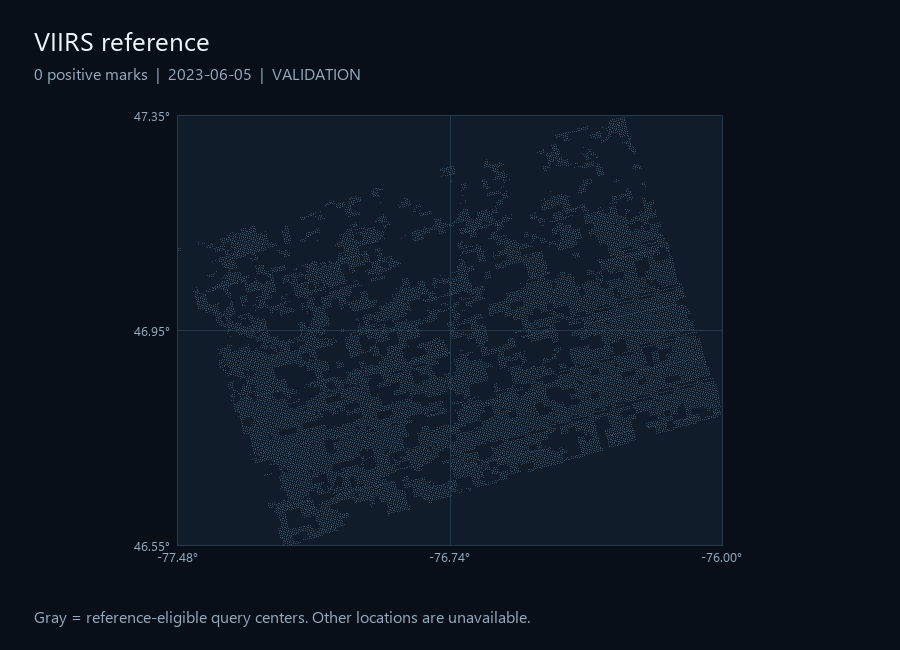 VIIRS reference
0 positive marks | 2023-06-05 | VALIDATION
47.35°
46.95°
46.55°
-77.48°
-76.74°
-76.00°
Gray = reference-eligible query centers. Other locations are unavailable.